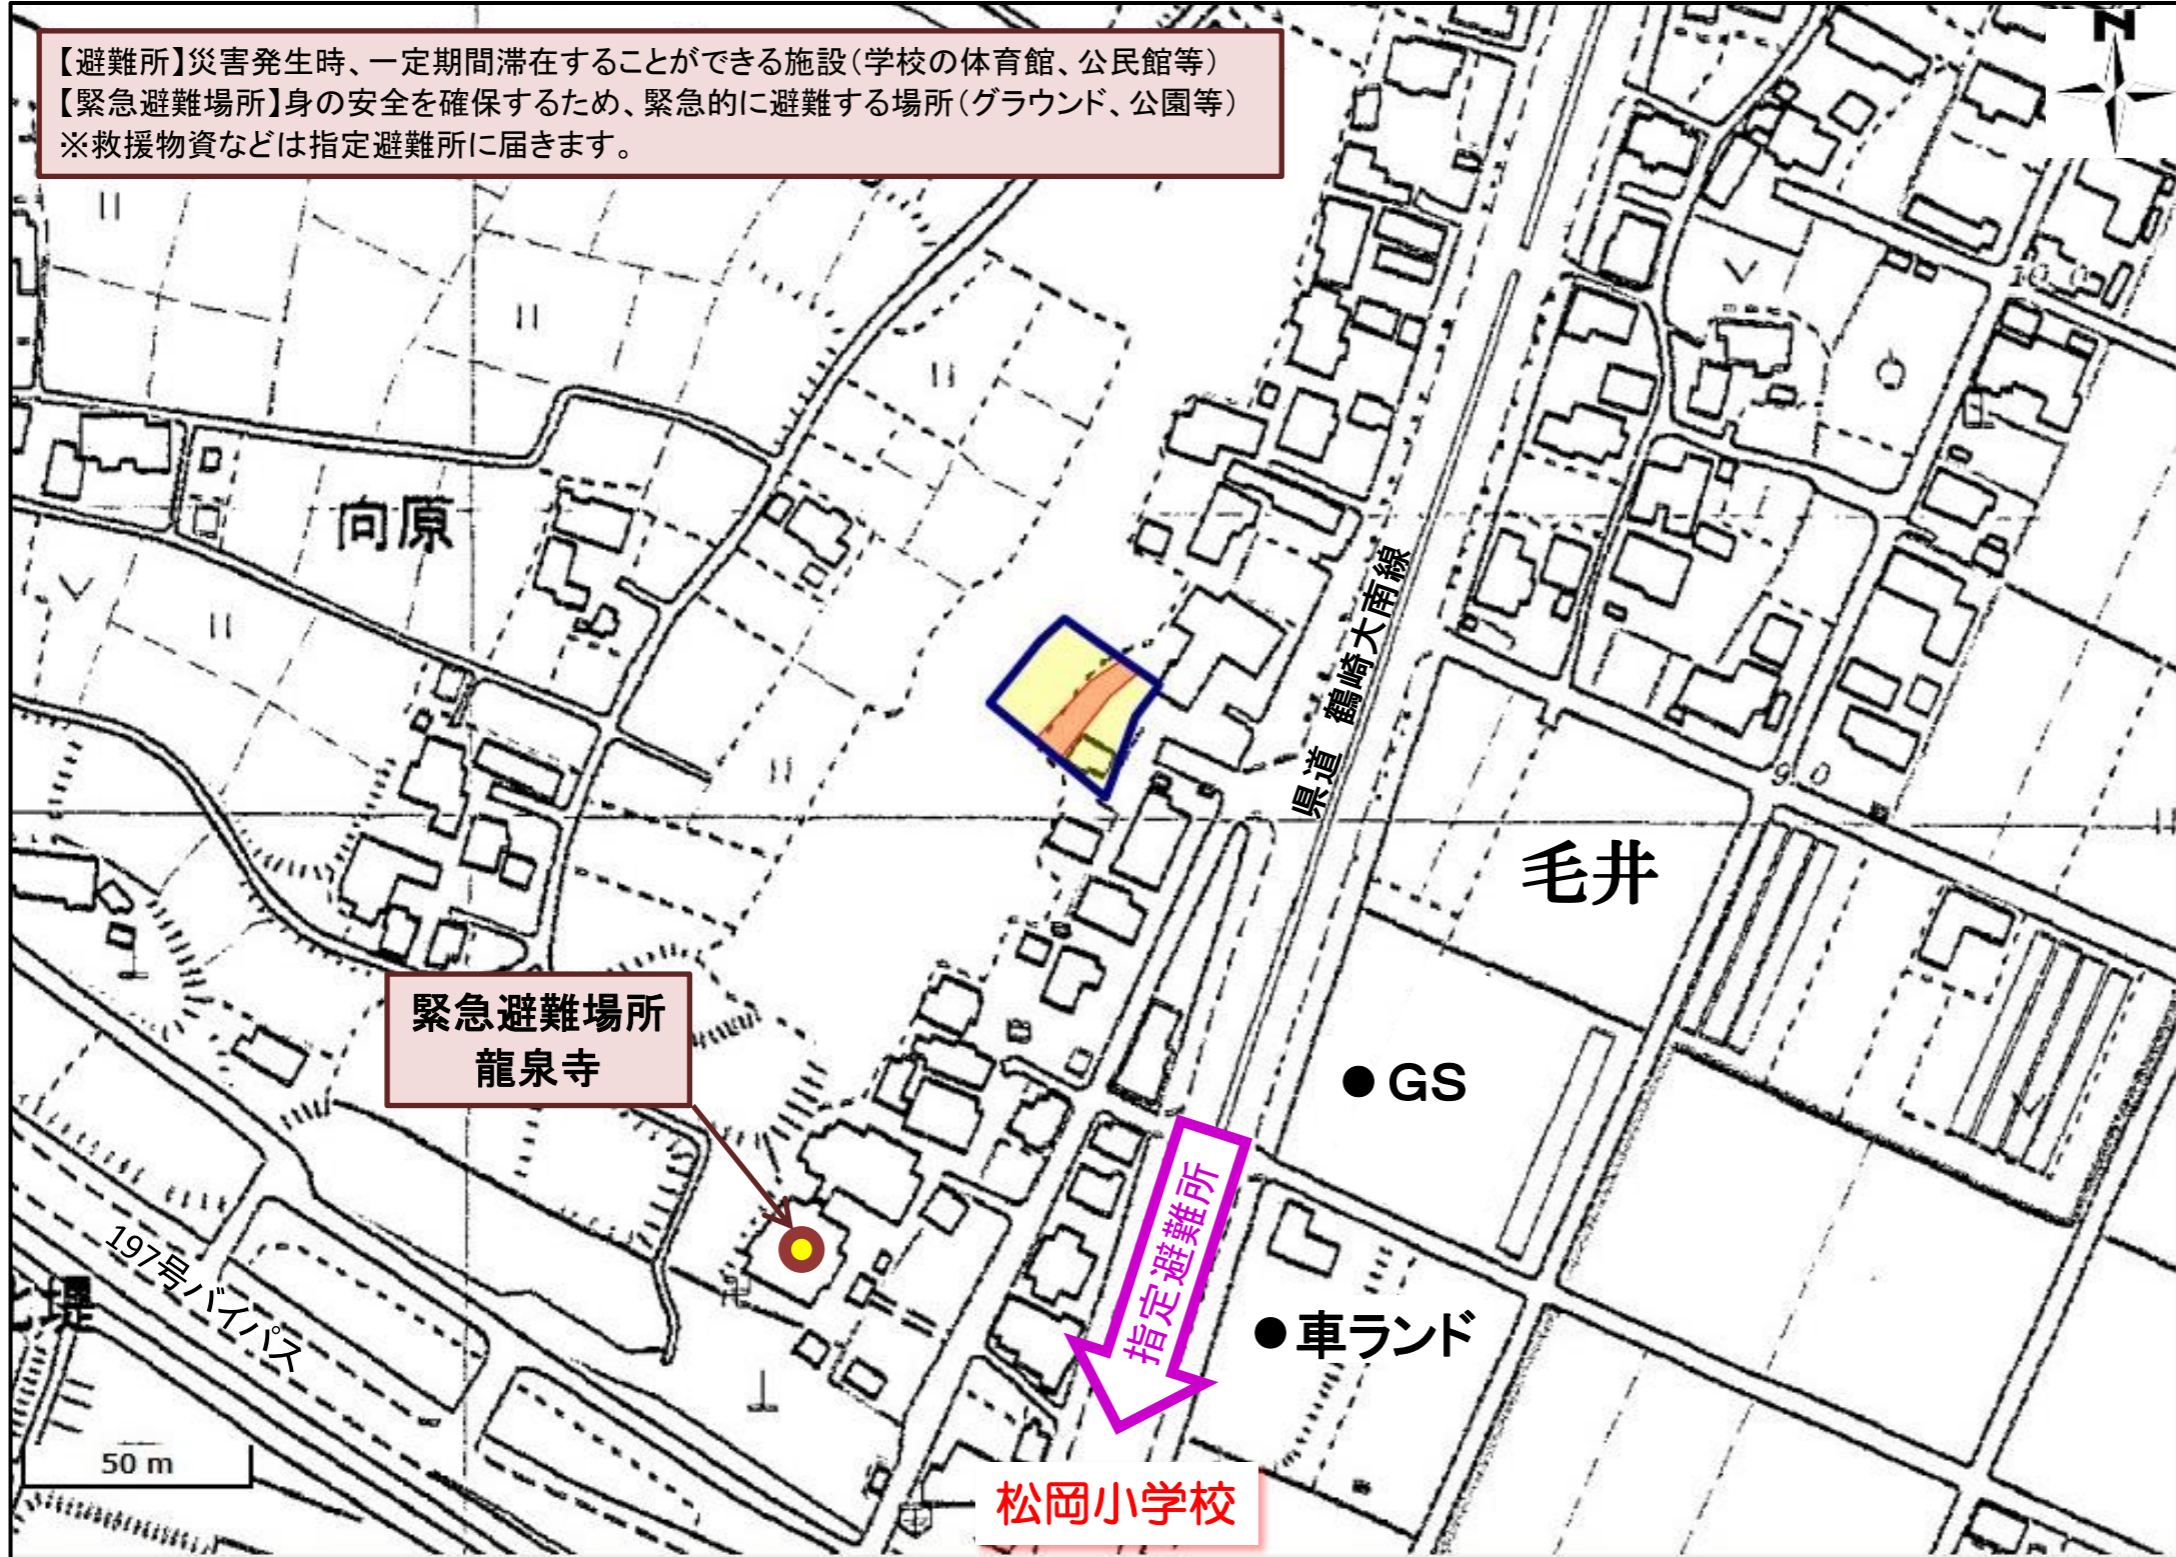 【避難所】災害発生時、一定期間滞在することができる施設(学校の体育館、公民館等)
【緊急避難場所】身の安全を確保するため、緊急的に避難する場所(グラウンド、公園等)
※救援物資などは指定避難所に届きます。
N
向原
県道 鶴崎大南線
9 0
毛井
緊急避難場所
龍泉寺
GS
指定避難所
197号バイパス
堤
車ランド
50 m
松岡小学校